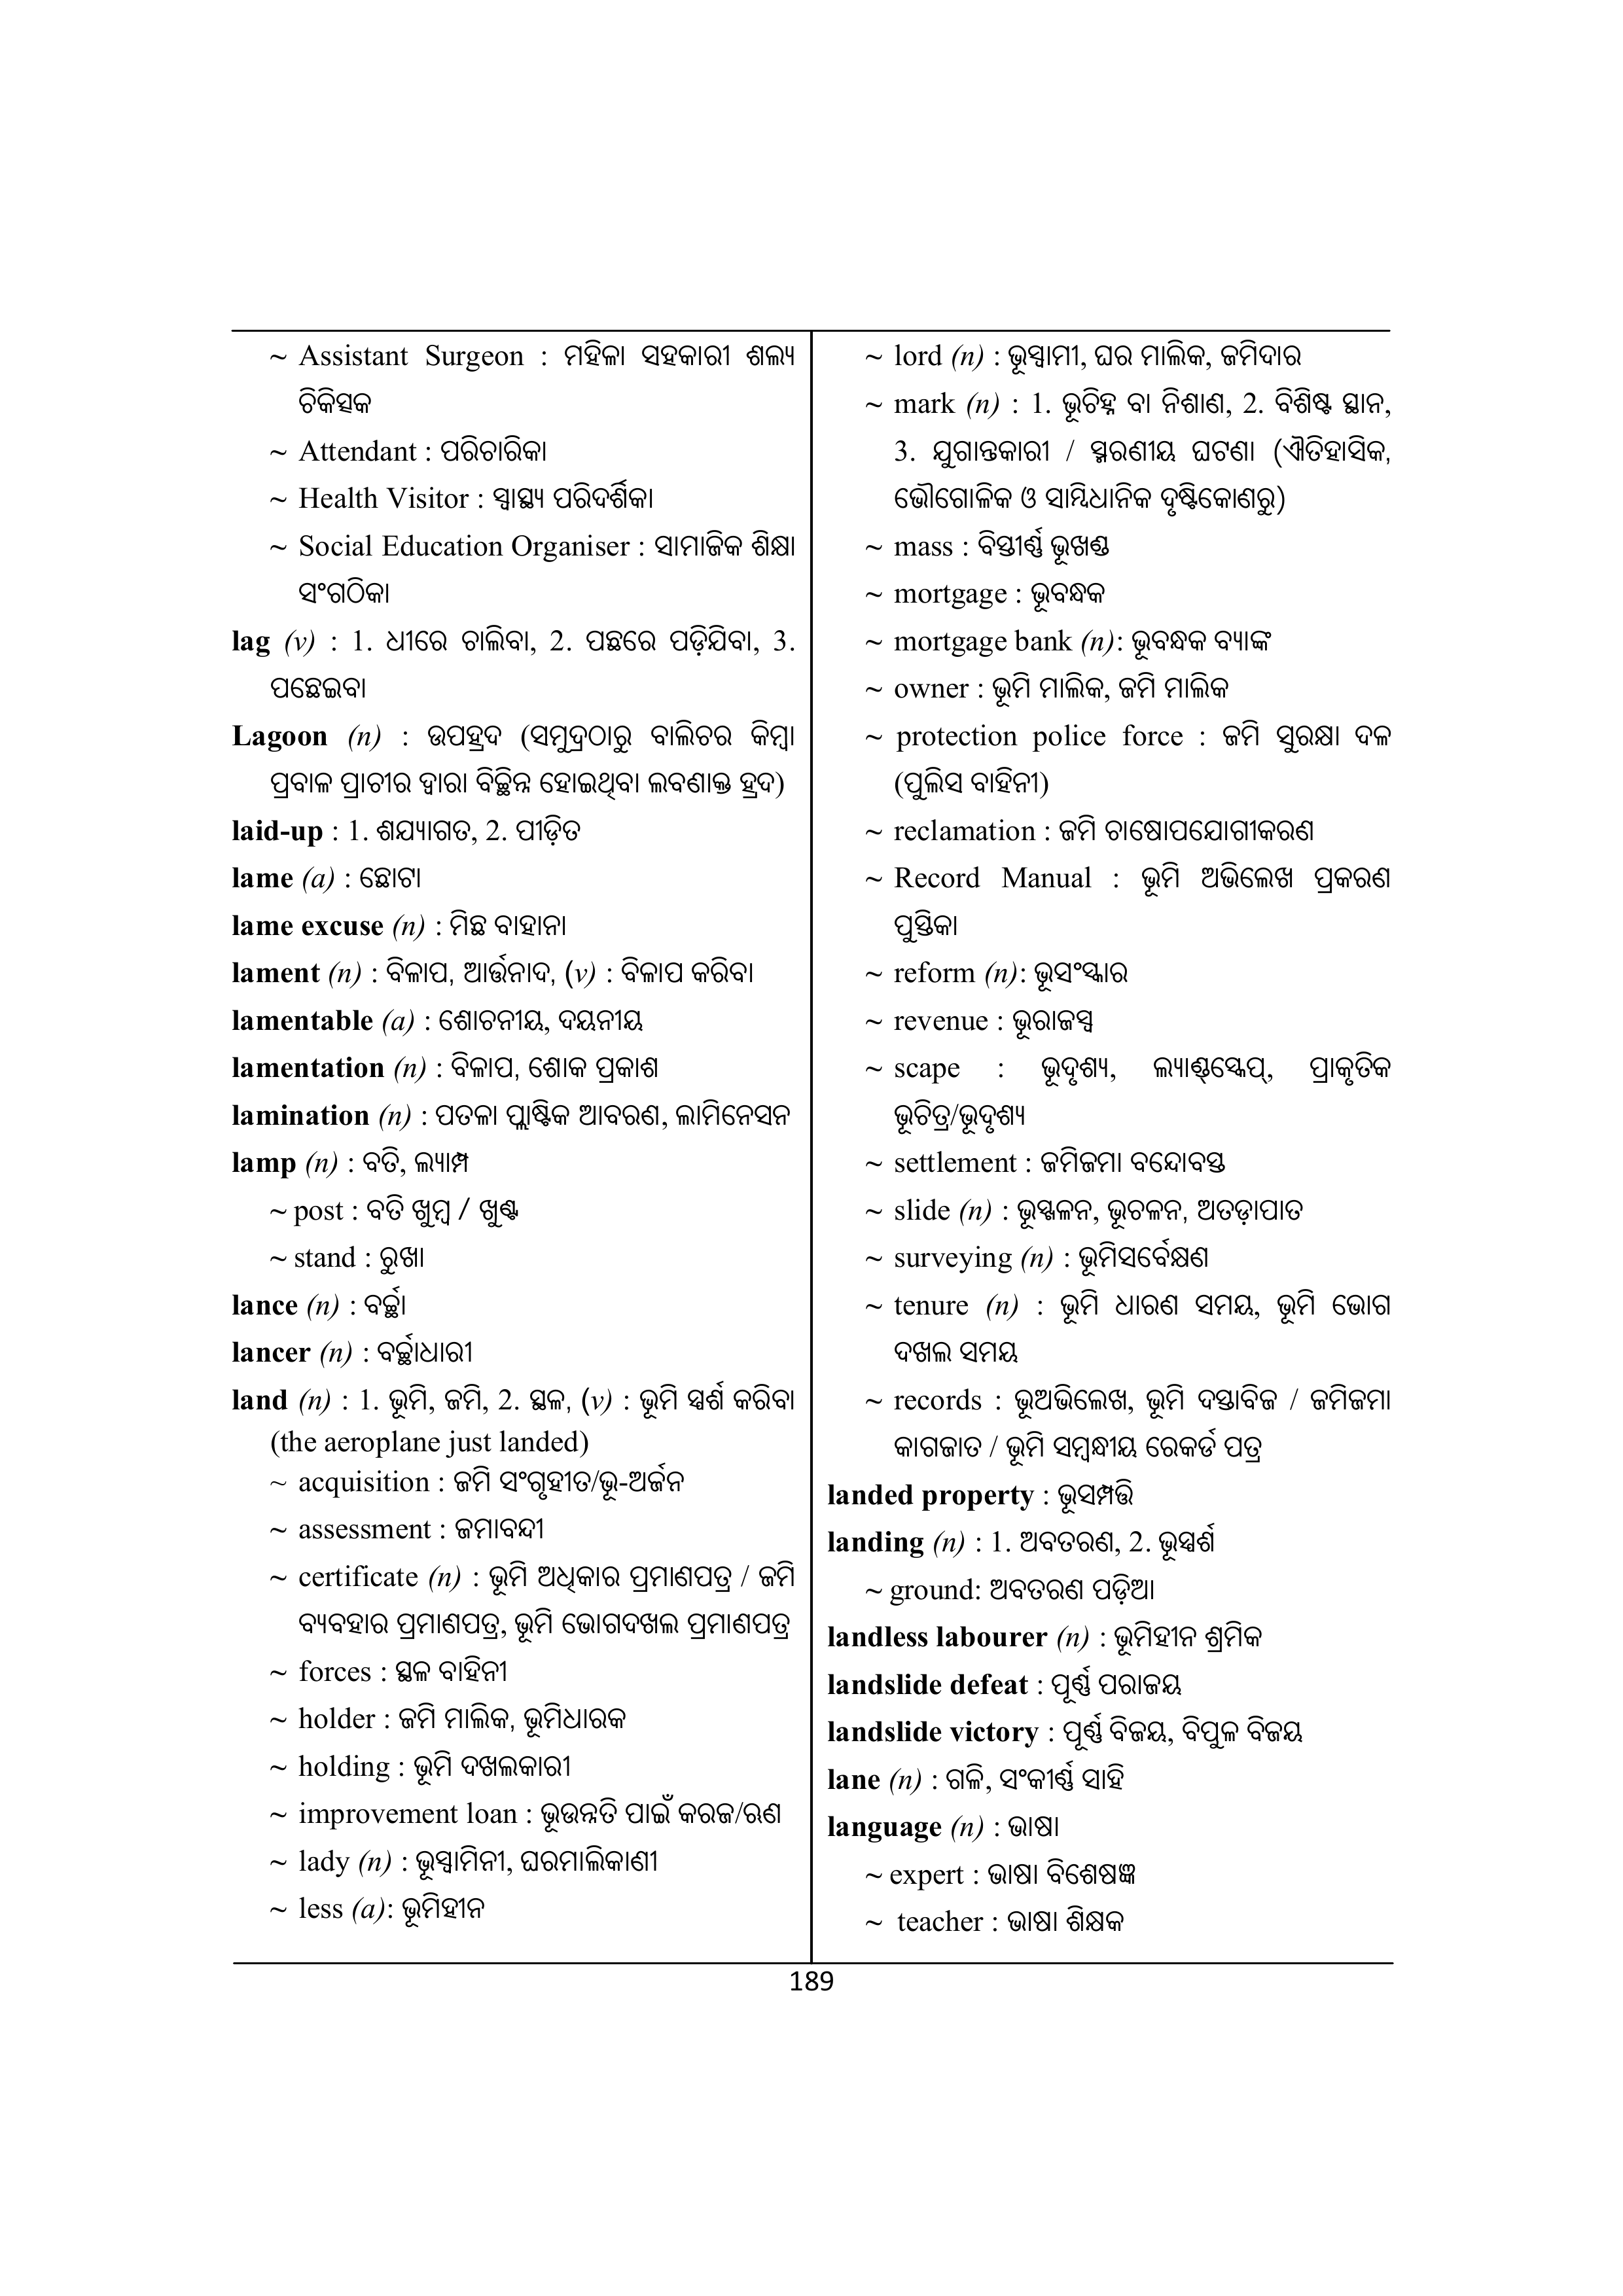 ~ Assistant Surgeon : ମହିଳା ସହକାରୀ ଶଲ୍ୟ
ଚିକିତ୍ସକ
~ Attendant : ପରିଚାରିକା
~ Health Visitor : ସ୍ୱାସ୍ଥ୍ୟ ପରିଦର୍ଶିକା
~ Social Education Organiser : ସାମାଜିକ ଶିକ୍ଷା
ସଂଗଠିକା
lag (v) : 1. ଧୀରେ ଚାଲିବା, 2. ପଛରେ ପଡ଼ିଯିବା, 3.
ପଛେଇବା
Lagoon (n) : ଉପହ୍ରଦ (ସମୁଦ୍ରଠାରୁ ବାଲିଚର କିମ୍ବା
ପ୍ରବାଳ ପ୍ରାଚୀର ଦ୍ୱାରା ବିଚ୍ଛିନ୍ନ ହୋଇଥିବା ଲବଣାକ୍ତ ହ୍ରଦ)
laid-up : 1. ଶଯ୍ୟାଗତ, 2. ପୀଡ଼ିତ
lame (a) : ଛୋଟା
lame excuse (n) : ମିଛ ବାହାନା
lament (n) : ବିଳାପ, ଆର୍ତ୍ତନାଦ, (v) : ବିଳାପ କରିବା
lamentable (a) : ଶୋଚନୀୟ, ଦୟନୀୟ
lamentation (n) : ବିଳାପ, ଶୋକ ପ୍ରକାଶ
lamination (n) : ପତଳା ପ୍ଲାଷ୍ଟିକ ଆବରଣ, ଲାମିନେସନ
lamp (n) : ବତି, ଲ୍ୟାମ୍ପ
~ post : ବତି ଖୁମ୍ବ / ଖୁଣ୍ଟ
~ stand : ରୁଖା
lance (n) : ବର୍ଚ୍ଛା
lancer (n) : ବର୍ଚ୍ଛାଧାରୀ
land (n) : 1. ଭୂମି, ଜମି, 2. ସ୍ଥଳ, (v) : ଭୂମି ସ୍ପର୍ଶ କରିବା
(the aeroplane just landed)
~ acquisition : ଜମି ସଂଗୃହୀତ/ଭୂ-ଅର୍ଜନ
~ assessment : ଜମାବନ୍ଦୀ
~ certificate (n) : ଭୂମି ଅଧିକାର ପ୍ରମାଣପତ୍ର / ଜମି
ବ୍ୟବହାର ପ୍ରମାଣପତ୍ର, ଭୂମି ଭୋଗଦଖଲ ପ୍ରମାଣପତ୍ର
~ forces : ସ୍ଥଳ ବାହିନୀ
~ holder : ଜମି ମାଲିକ, ଭୂମିଧାରକ
~ holding : ଭୂମି ଦଖଲକାରୀ
~ improvement loan : ଭୂଉନ୍ନତି ପାଇଁ କରଜ/ଋଣ
~ lady (n) : ଭୂସ୍ୱାମିନୀ, ଘରମାଲିକାଣୀ
~ less (a): ଭୂମିହୀନ
~ lord (n) : ଭୂସ୍ୱାମୀ, ଘର ମାଲିକ, ଜମିଦାର
~ mark (n) : 1. ଭୂଚିହ୍ନ ବା ନିଶାଣ, 2. ବିଶିଷ୍ଟ ସ୍ଥାନ,
3. ଯୁଗାନ୍ତକାରୀ / ସ୍ମରଣୀୟ ଘଟଣା (ଐତିହାସିକ,
ଭୌଗୋଳିକ ଓ ସାମ୍ବିଧାନିକ ଦୃଷ୍ଟିକୋଣରୁ)
~ mass : ବିସ୍ତୀର୍ଣ୍ଣ ଭୂଖଣ୍ଡ
~ mortgage : ଭୂବନ୍ଧକ
~ mortgage bank (n): ଭୂବନ୍ଧକ ବ୍ୟାଙ୍କ
~ owner : ଭୂମି ମାଲିକ, ଜମି ମାଲିକ
~ protection police force : ଜମି ସୁରକ୍ଷା ଦଳ
(ପୁଲିସ ବାହିନୀ)
~ reclamation : ଜମି ଚାଷୋପଯୋଗୀକରଣ
~ Record Manual : ଭୂମି ଅଭିଲେଖ ପ୍ରକରଣ
ପୁସ୍ତିକା
~ reform (n): ଭୂସଂସ୍କାର
~ revenue : ଭୂରାଜସ୍ୱ
~ scape : ଭୂଦୃଶ୍ୟ, ଲ୍ୟାଣ୍ଡ୍‌ସ୍କେପ୍, ପ୍ରାକୃତିକ
ଭୂଚିତ୍ର/ଭୂଦୃଶ୍ୟ
~ settlement : ଜମିଜମା ବନ୍ଦୋବସ୍ତ
~ slide (n) : ଭୂସ୍ଖଳନ, ଭୂଚଳନ, ଅତଡ଼ାପାତ
~ surveying (n) : ଭୂମିସର୍ବେକ୍ଷଣ
~ tenure (n) : ଭୂମି ଧାରଣ ସମୟ, ଭୂମି ଭୋଗ
ଦଖଲ ସମୟ
~ records : ଭୂଅଭିଲେଖ, ଭୂମି ଦସ୍ତାବିଜ / ଜମିଜମା
କାଗଜାତ / ଭୂମି ସମ୍ବନ୍ଧୀୟ ରେକର୍ଡ ପତ୍ର
landed property : ଭୂସମ୍ପତ୍ତି
landing (n) : 1. ଅବତରଣ, 2. ଭୂସ୍ପର୍ଶ
~ ground: ଅବତରଣ ପଡ଼ିଆ
landless labourer (n) : ଭୂମିହୀନ ଶ୍ରମିକ
landslide defeat : ପୂର୍ଣ୍ଣ ପରାଜୟ
landslide victory : ପୂର୍ଣ୍ଣ ବିଜୟ, ବିପୁଳ ବିଜୟ
lane (n) : ଗଳି, ସଂକୀର୍ଣ୍ଣ ସାହି
language (n) : ଭାଷା
~ expert : ଭାଷା ବିଶେଷଜ୍ଞ
~ teacher : ଭାଷା ଶିକ୍ଷକ
189